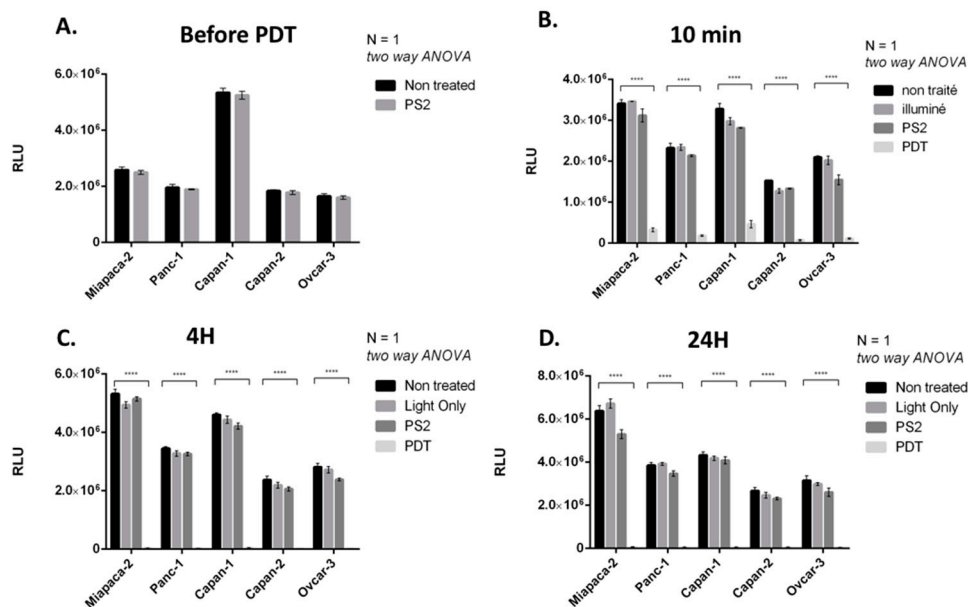 A.
Before PDT
N = 1
two way ANOVA
Non treated
PS2
RLU
6.0×10⁶
4.0×10⁶
2.0×10⁶
0
Miapaca-2
Panc-1
Capan-1
Capan-2
Ovcar-3
B.
10 min
N = 1
two way ANOVA
non traité
illuminé
PS2
PDT
RLU
4.0×10⁶
3.0×10⁶
2.0×10⁶
1.0×10⁶
0
**** **** **** **** ****
Miapaca-2
Panc-1
Capan-1
Capan-2
Ovcar-3
C.
4H
N = 1
two way ANOVA
Non treated
Light Only
PS2
PDT
RLU
6.0×10⁶
4.0×10⁶
2.0×10⁶
0
**** **** **** **** ****
Miapaca-2
Panc-1
Capan-1
Capan-2
Ovcar-3
D.
24H
N = 1
two way ANOVA
Non treated
Light Only
PS2
PDT
RLU
8.0×10⁶
6.0×10⁶
4.0×10⁶
2.0×10⁶
0
**** **** **** **** ****
Miapaca-2
Panc-1
Capan-1
Capan-2
Ovcar-3